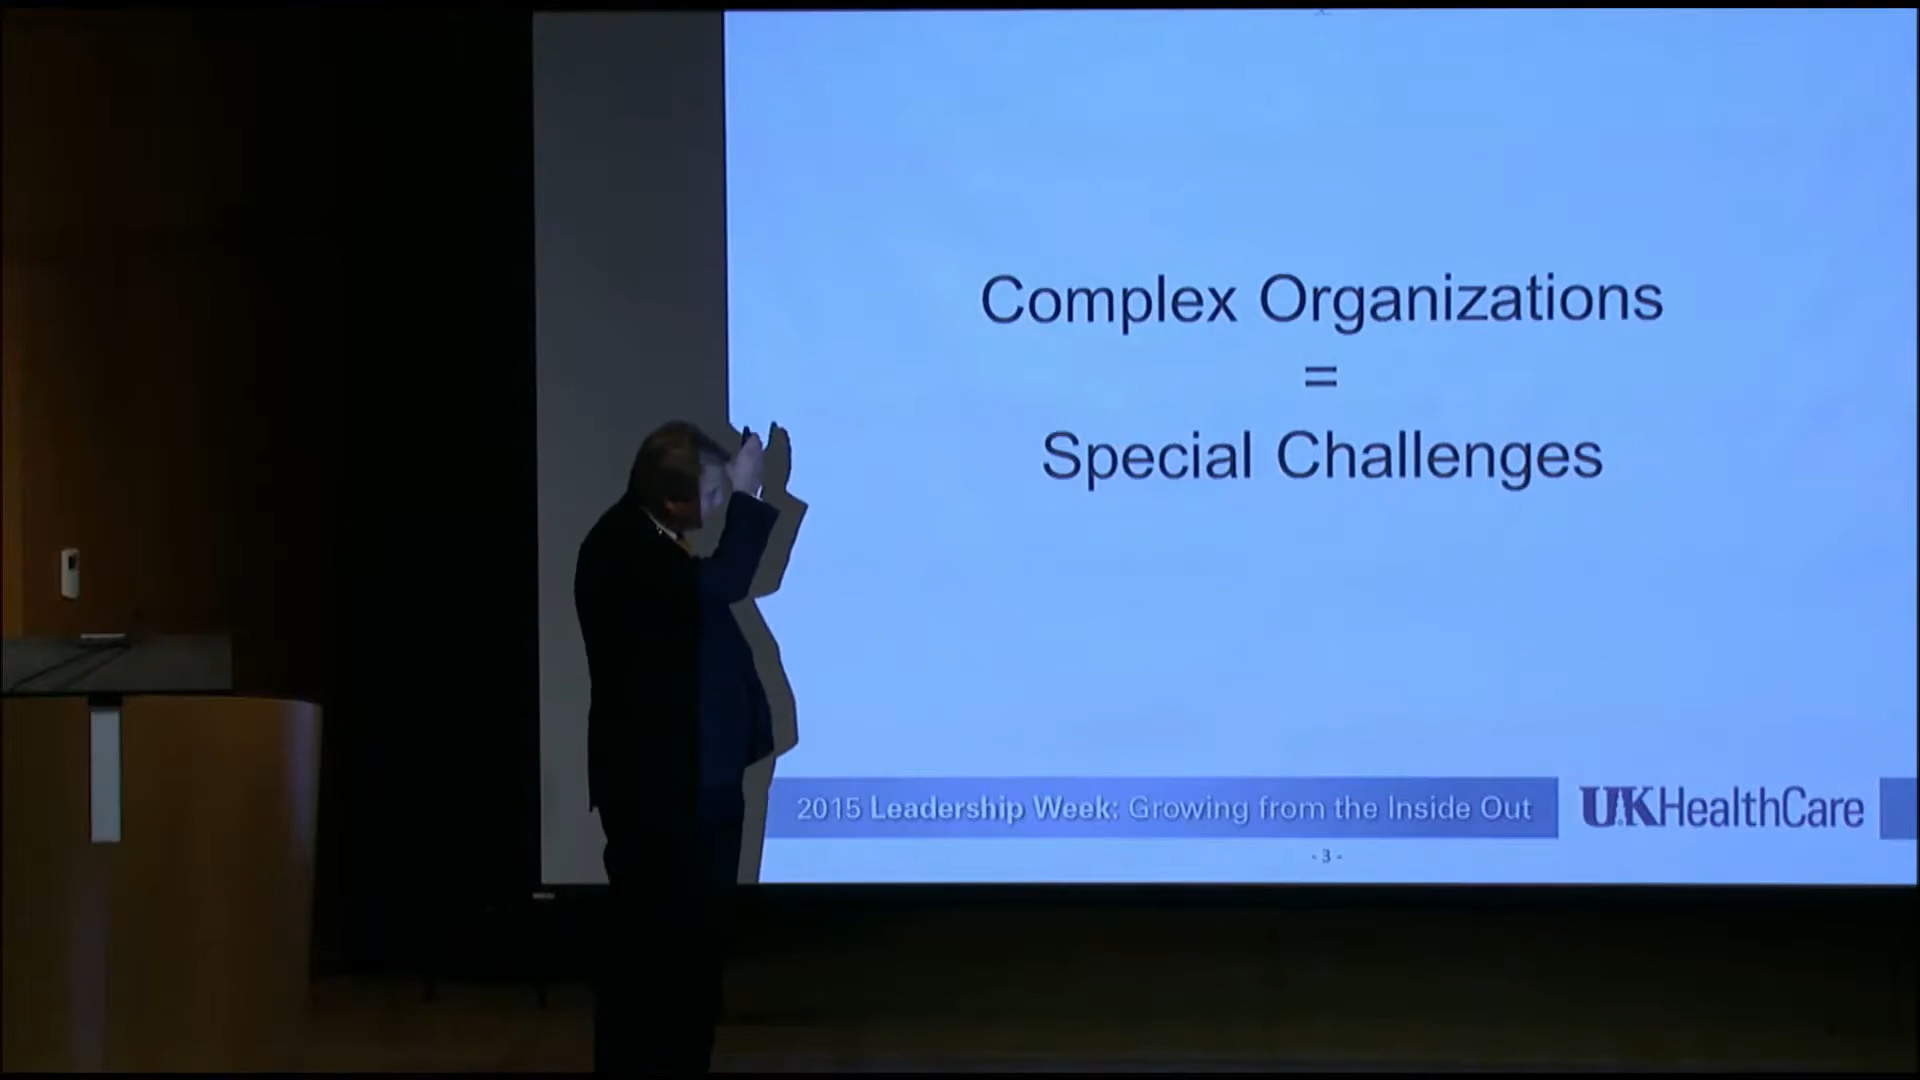 Complex Organizations
=
Special Challenges
2015 Leadership Week: Growing from the Inside Out
UKHealthCare
- 3 -